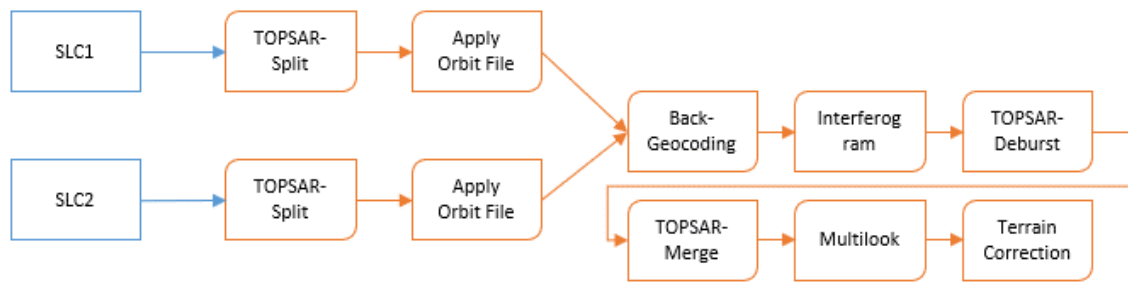 SLC1
TOPSAR-
Split
Apply
Orbit File
SLC2
TOPSAR-
Split
Apply
Orbit File
Back-
Geocoding
Interferog
ram
TOPSAR-
Deburst
TOPSAR-
Merge
Multilook
Terrain
Correction